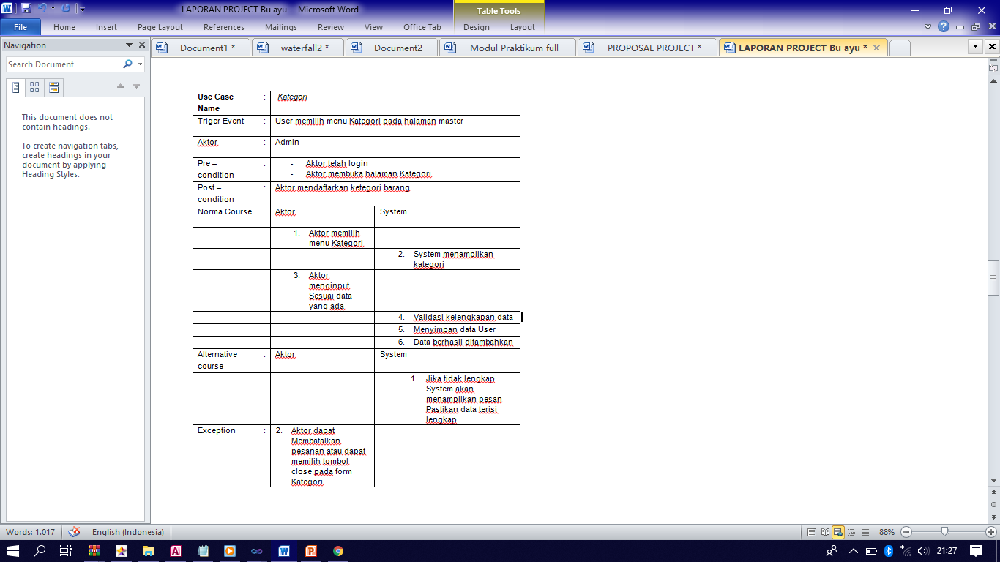 LAPORAN PROJECT Bu ayu - Microsoft Word
Table Tools
File Home Insert Page Layout References Mailings Review View Office Tab Design Layout
Navigation
Document1 * waterfall2 * Document2 Modul Praktikum full PROPOSAL PROJECT * LAPORAN PROJECT Bu ayu *
Search Document
This document does not
contain headings.
To create navigation tabs,
create headings in your
document by applying
Heading Styles.
Use Case : Kategori
Name
Triger Event : User memilih menu Kategori pada halaman master
Aktor : Admin
Pre – : - Aktor telah login
condition - Aktor membuka halaman Kategori
Post – : Aktor mendaftarkan ketegori barang
condition
Norma Course Aktor System
1. Aktor memilih
menu Kategori
2. System menampilkan
kategori
3. Aktor
menginput
Sesuai data
yang ada
4. Validasi kelengkapan data
5. Menyimpan data User
6. Data berhasil ditambahkan
Alternative : Aktor System
course
1. Jika tidak lengkap
System akan
menampilkan pesan
Pastikan data terisi
lengkap
Exception : 2. Aktor dapat
Membatalkan
pesanan atau dapat
memilih tombol
close pada form
Kategori
Words: 1.017 English (Indonesia) 88%
21:27